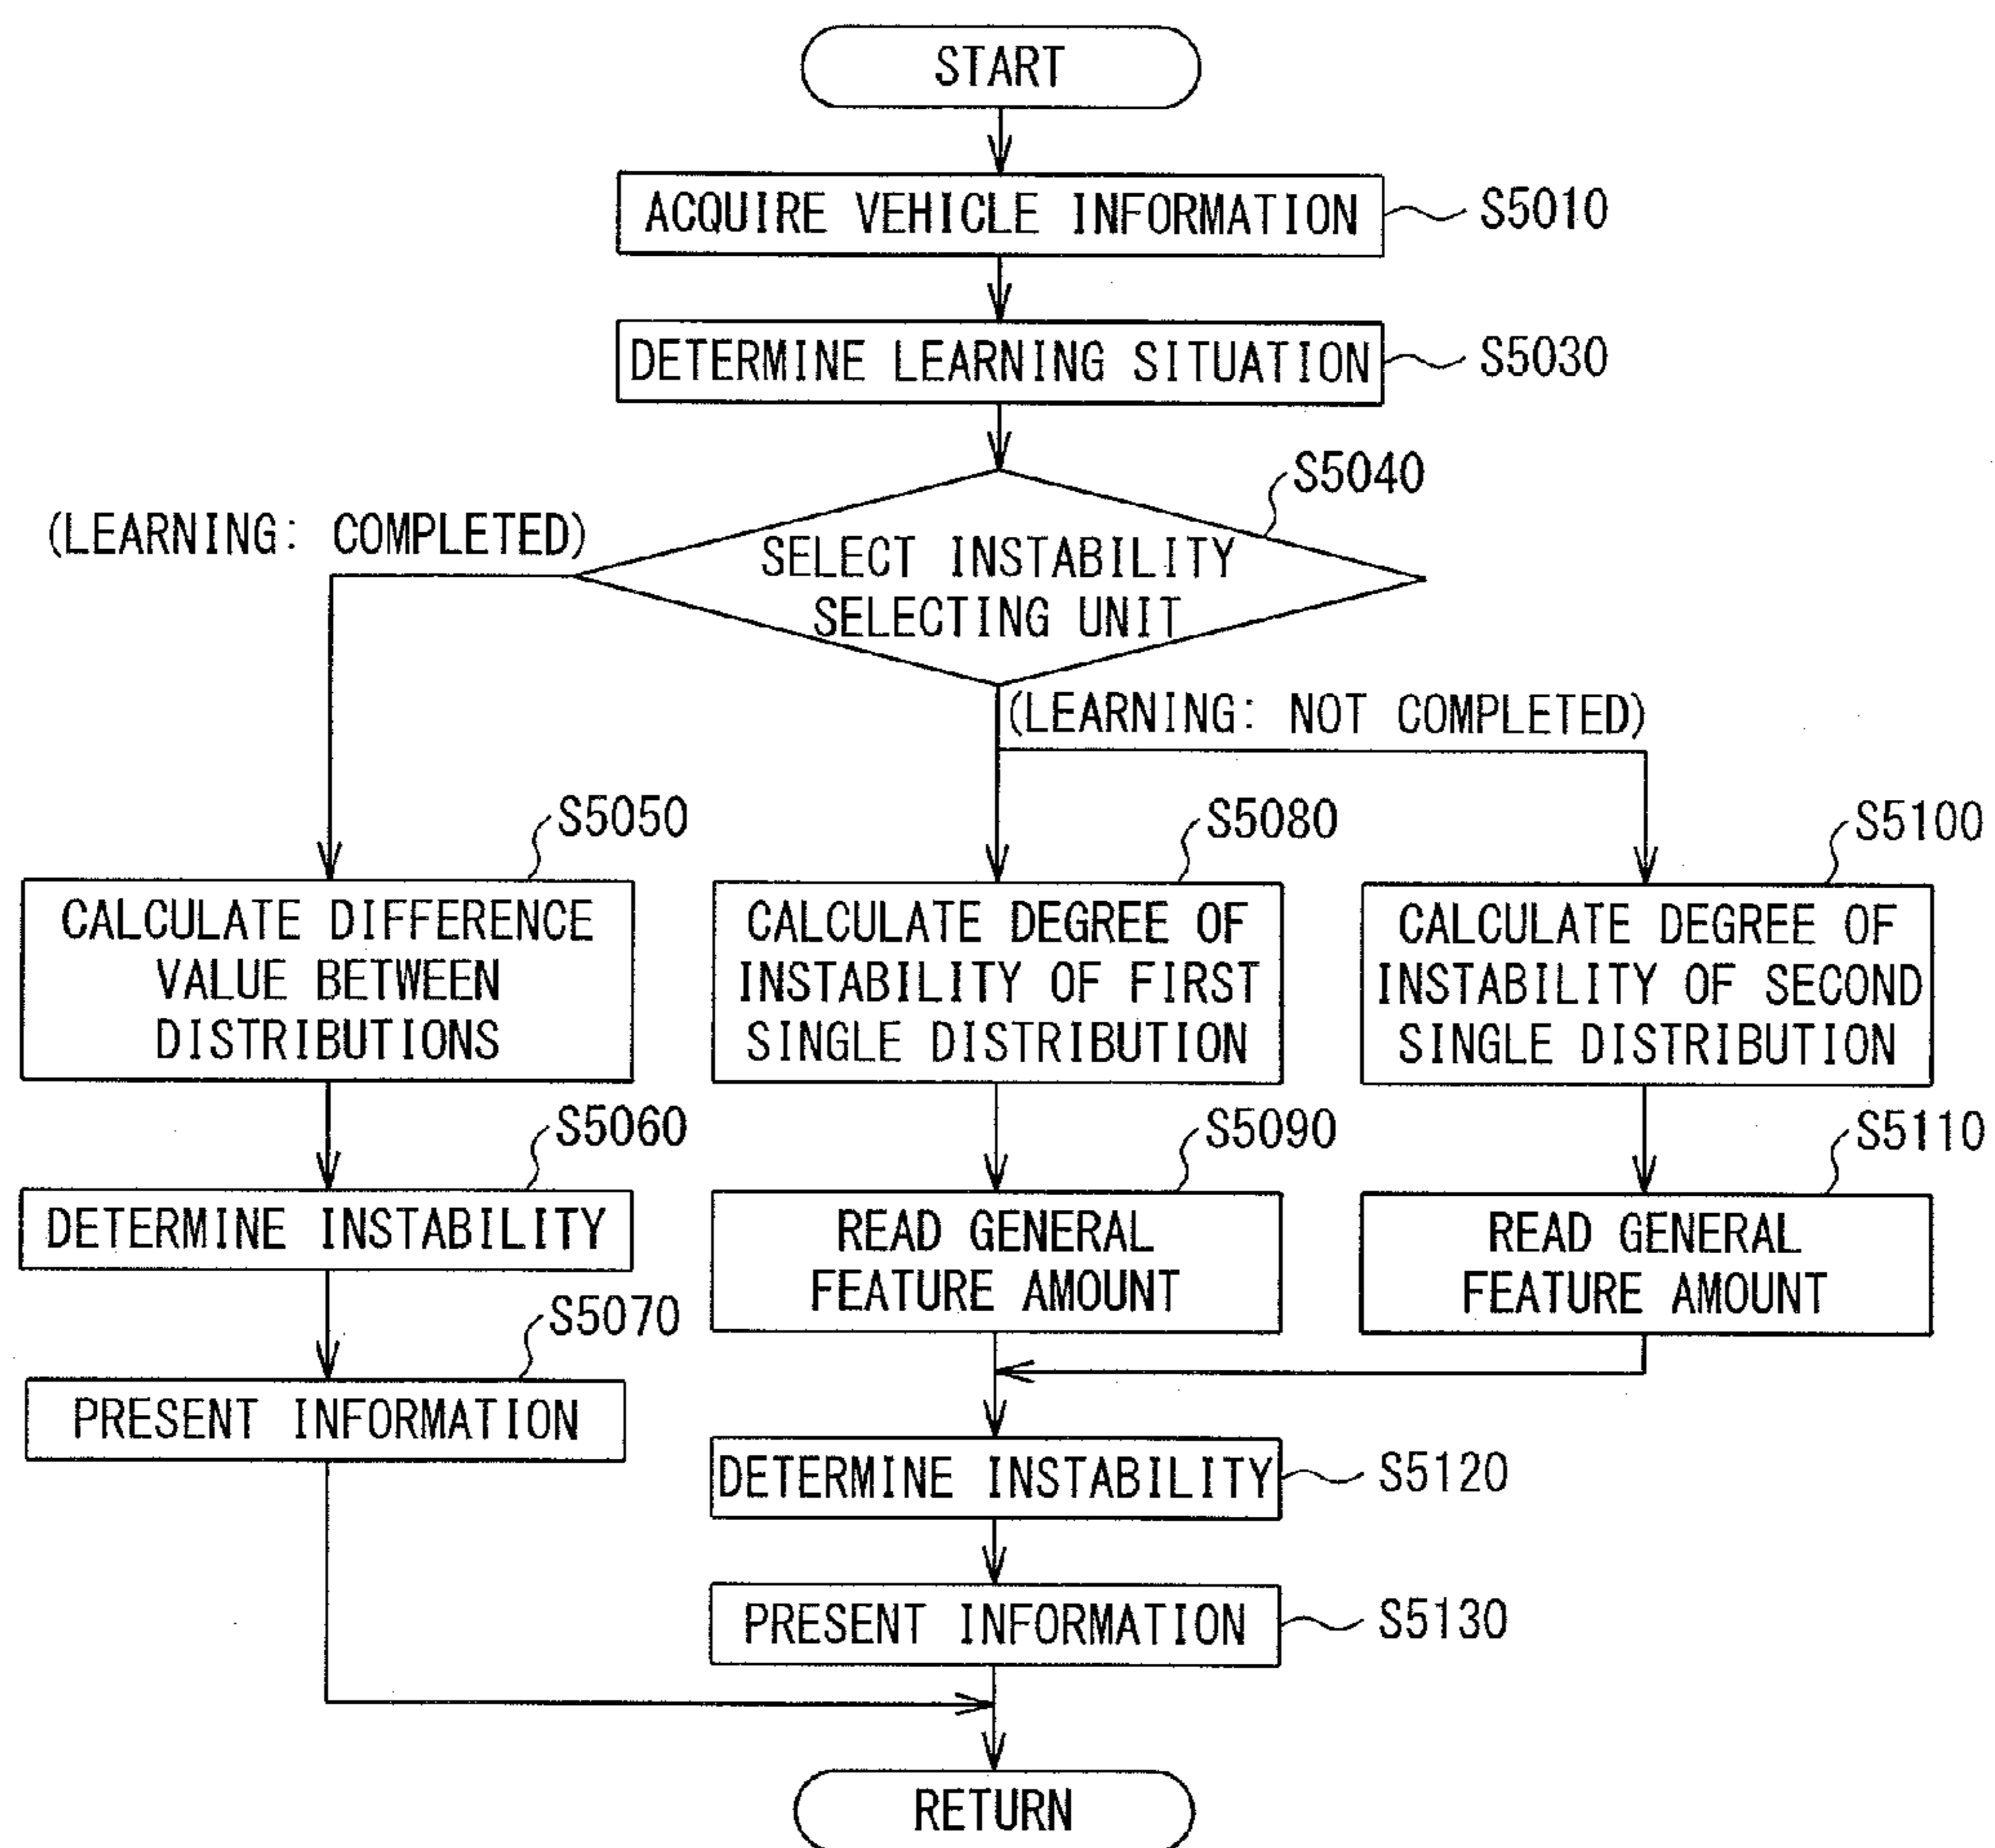 START
ACQUIRE VEHICLE INFORMATION
S5010
DETERMINE LEARNING SITUATION
S5030
S5040
(LEARNING: COMPLETED)
SELECT INSTABILITY
SELECTING UNIT
(LEARNING: NOT COMPLETED)
S5050
CALCULATE DIFFERENCE
VALUE BETWEEN
DISTRIBUTIONS
S5060
DETERMINE INSTABILITY
S5070
PRESENT INFORMATION
S5080
CALCULATE DEGREE OF
INSTABILITY OF FIRST
SINGLE DISTRIBUTION
S5090
READ GENERAL
FEATURE AMOUNT
S5100
CALCULATE DEGREE OF
INSTABILITY OF SECOND
SINGLE DISTRIBUTION
S5110
READ GENERAL
FEATURE AMOUNT
DETERMINE INSTABILITY
S5120
PRESENT INFORMATION
S5130
RETURN